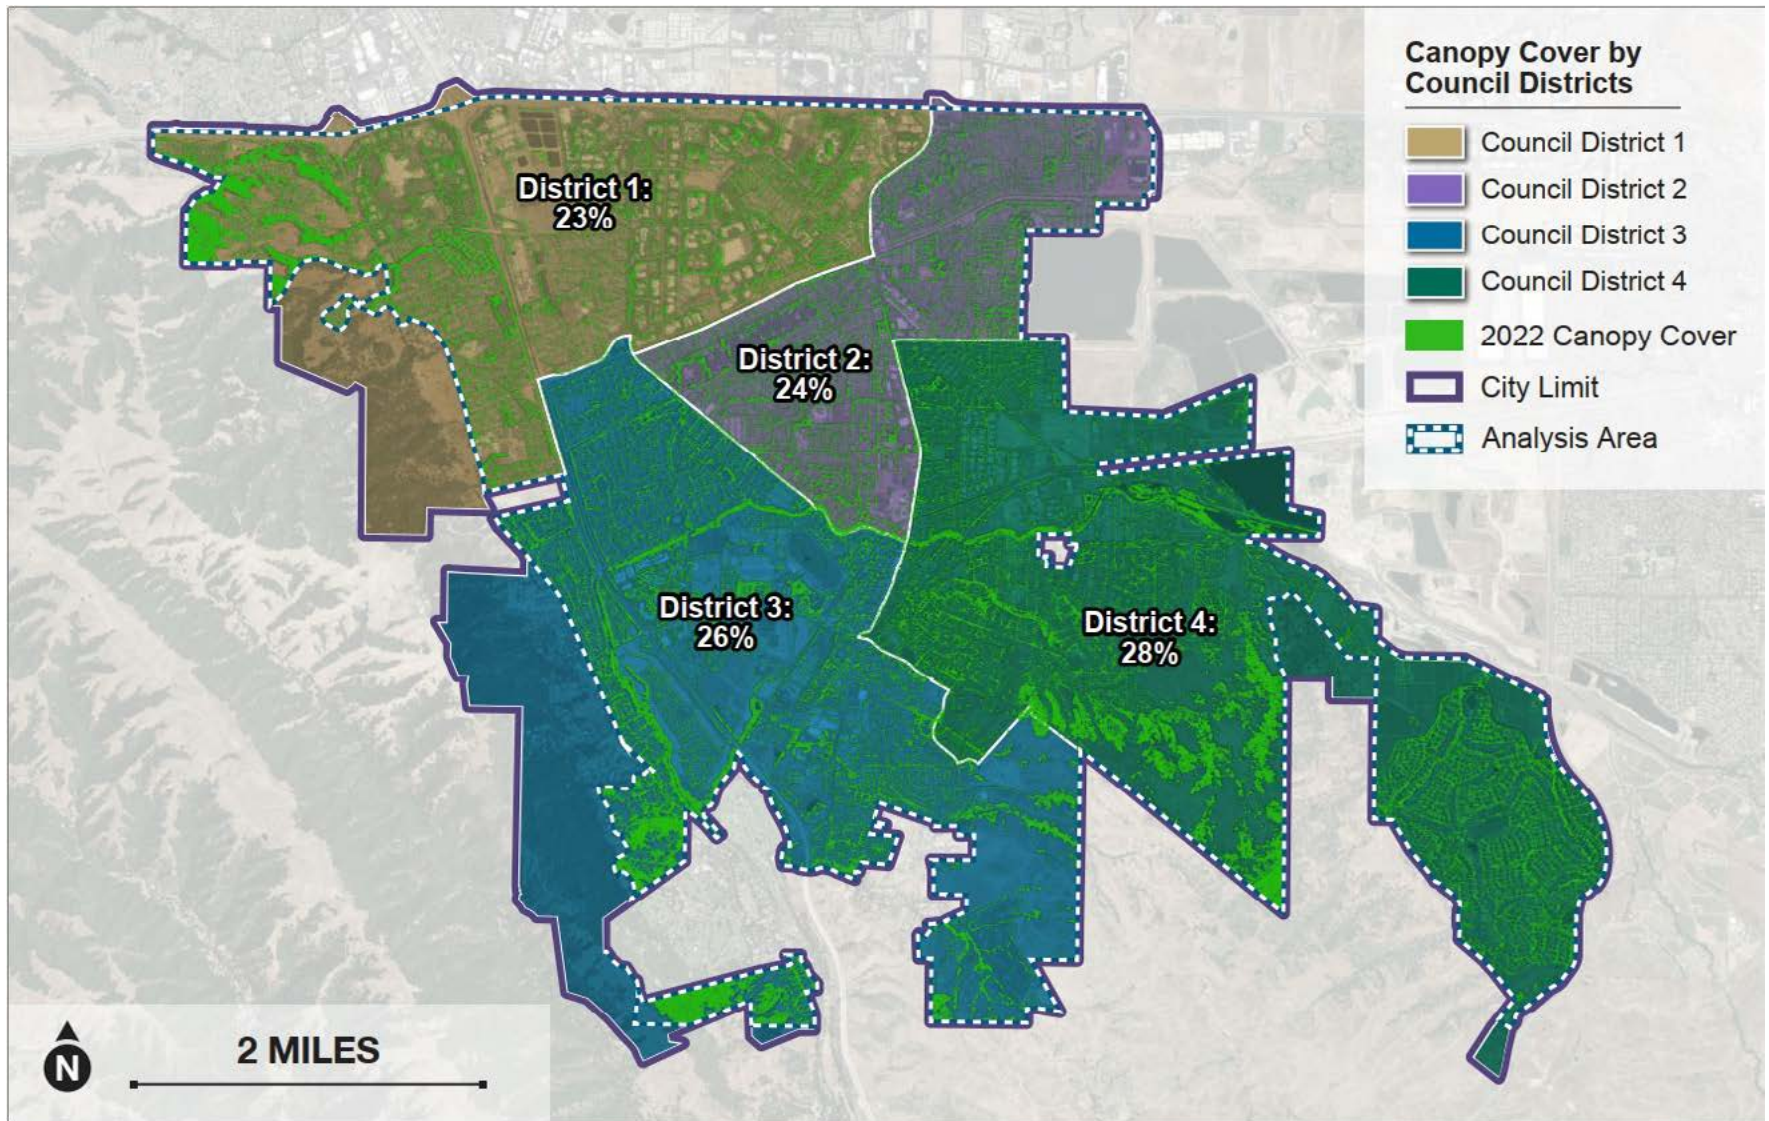 Canopy Cover by
Council Districts
Council District 1
Council District 2
Council District 3
Council District 4
2022 Canopy Cover
City Limit
Analysis Area
District 1:
23%
District 2:
24%
District 3:
26%
District 4:
28%
N
2 MILES